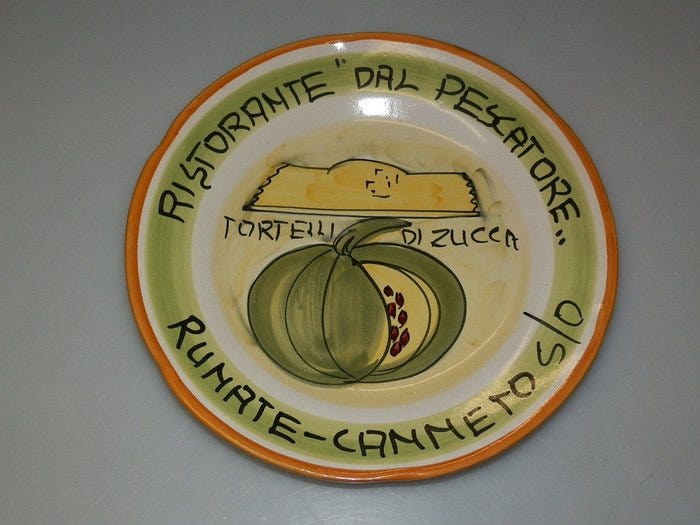 RISTORANTE "DAL PESCATORE"
TORTELLI DI ZUCCA
RUNATE-CANNETO S/O